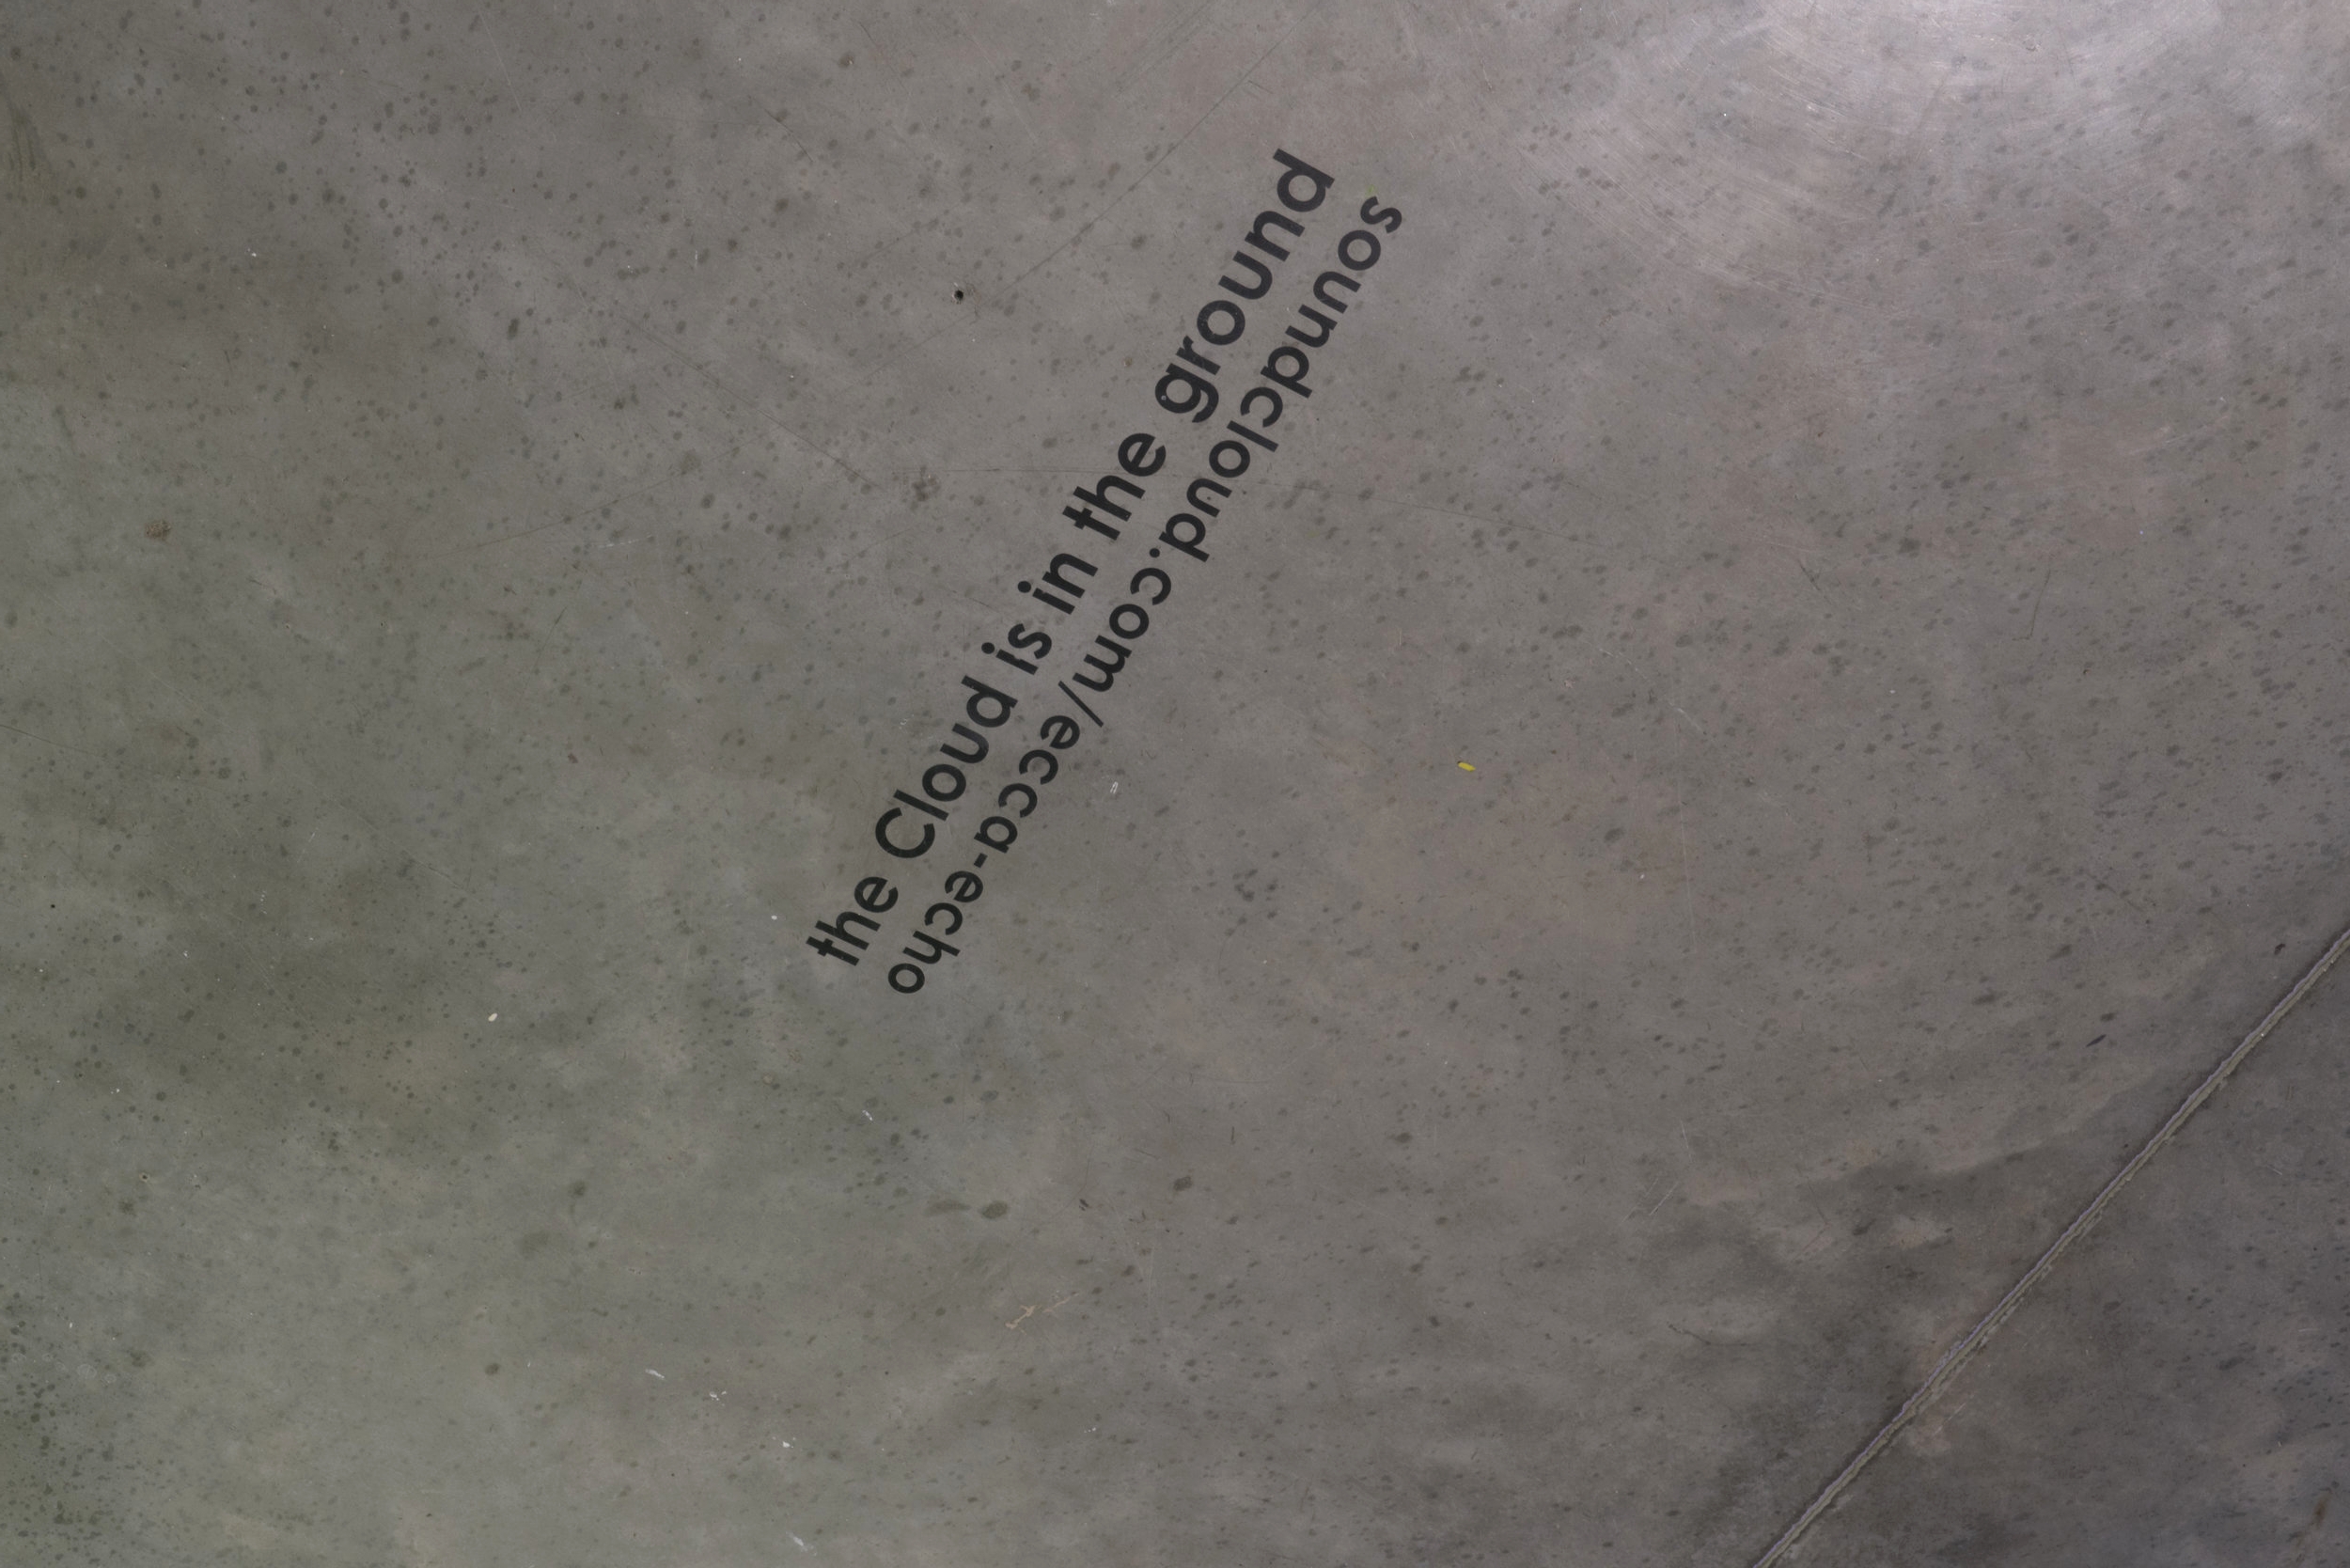 the Cloud is in the ground
soundcloud.com/ecca-echo